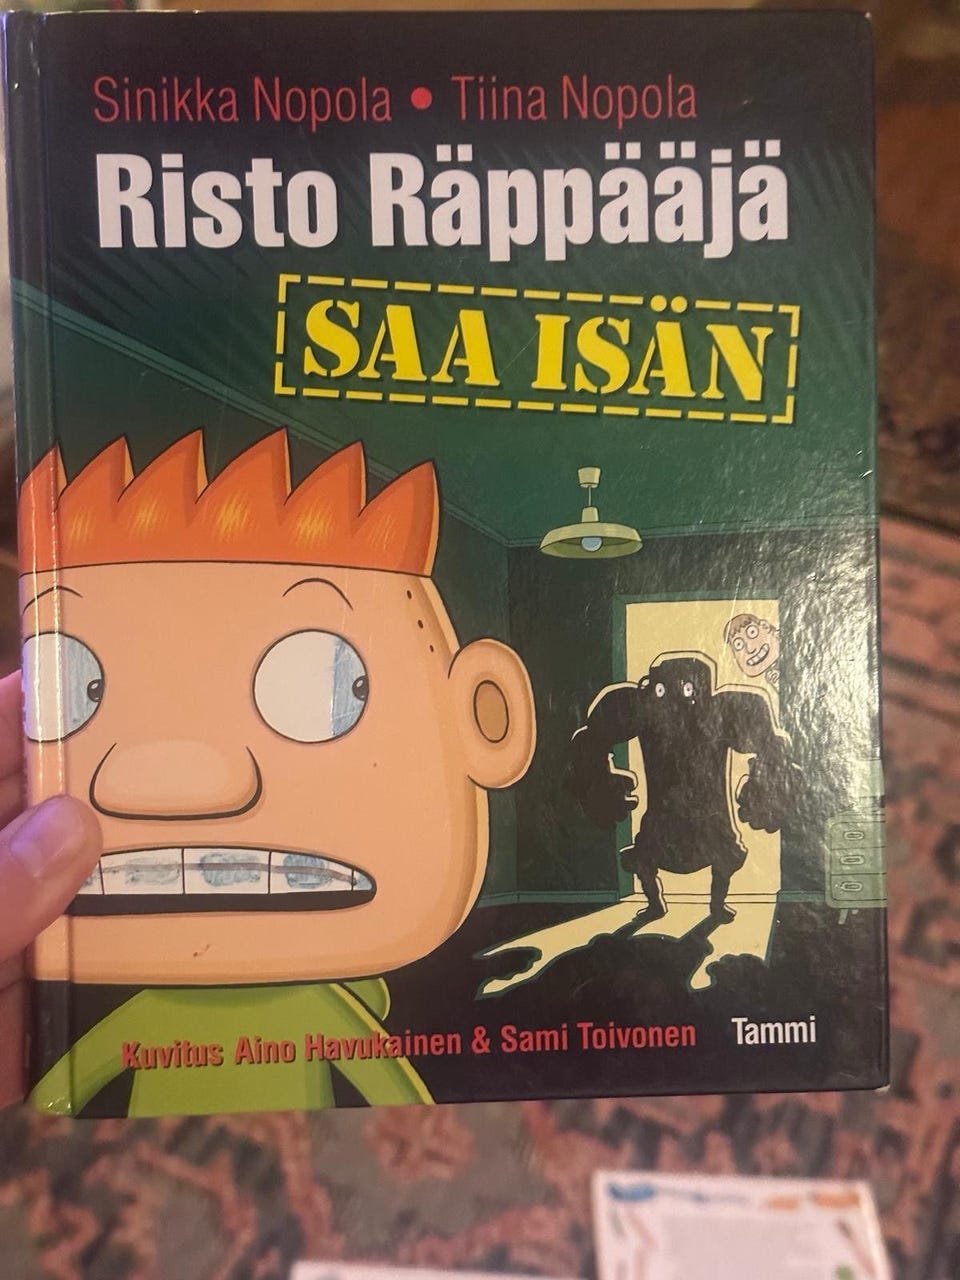 Sinikka Nopola • Tiina Nopola
Risto Räppääjä
SAA ISÄN
Kuvitus Aino Havukainen & Sami Toivonen
Tammi